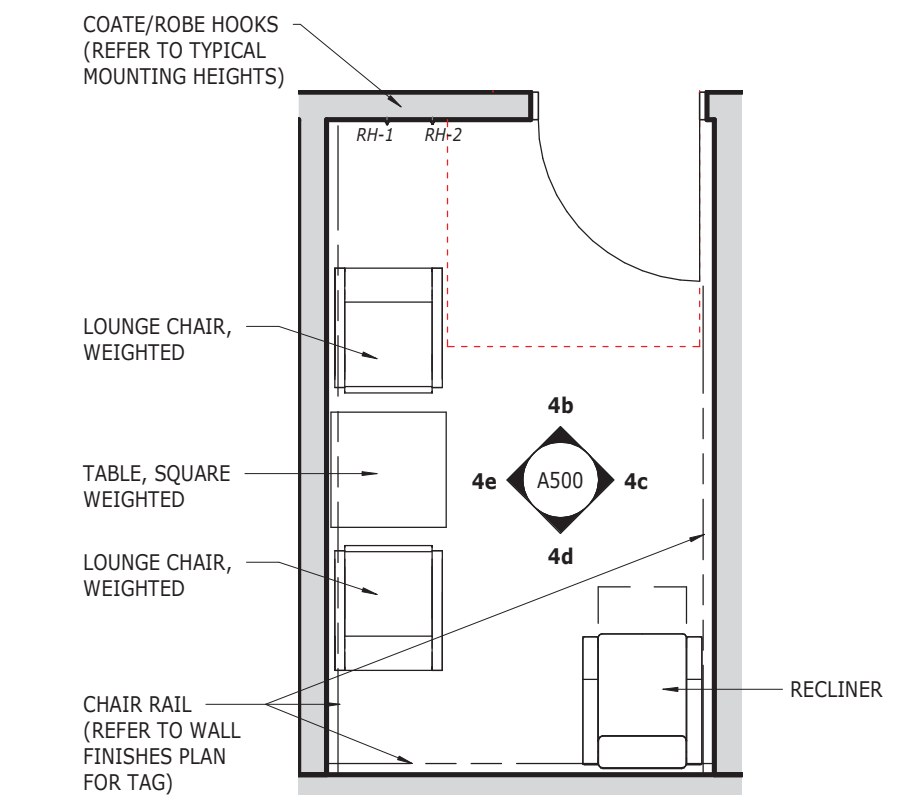 COATE/ROBE HOOKS
(REFER TO TYPICAL
MOUNTING HEIGHTS)
RH-1
RH-2
LOUNGE CHAIR,
WEIGHTED
4b
TABLE, SQUARE
WEIGHTED
4e
A500
4c
4d
LOUNGE CHAIR,
WEIGHTED
RECLINER
CHAIR RAIL
(REFER TO WALL
FINISHES PLAN
FOR TAG)